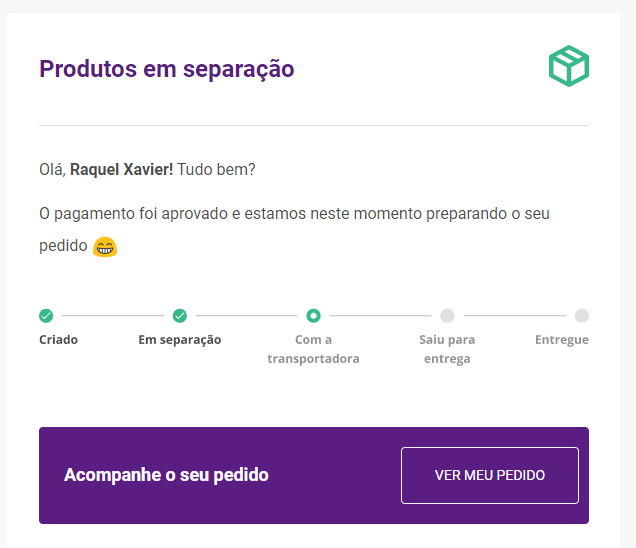 Produtos em separação
Olá, Raquel Xavier! Tudo bem?
O pagamento foi aprovado e estamos neste momento preparando o seu
pedido 😁
Criado
Em separação
Com a
transportadora
Saiu para
entrega
Entregue
Acompanhe o seu pedido
VER MEU PEDIDO